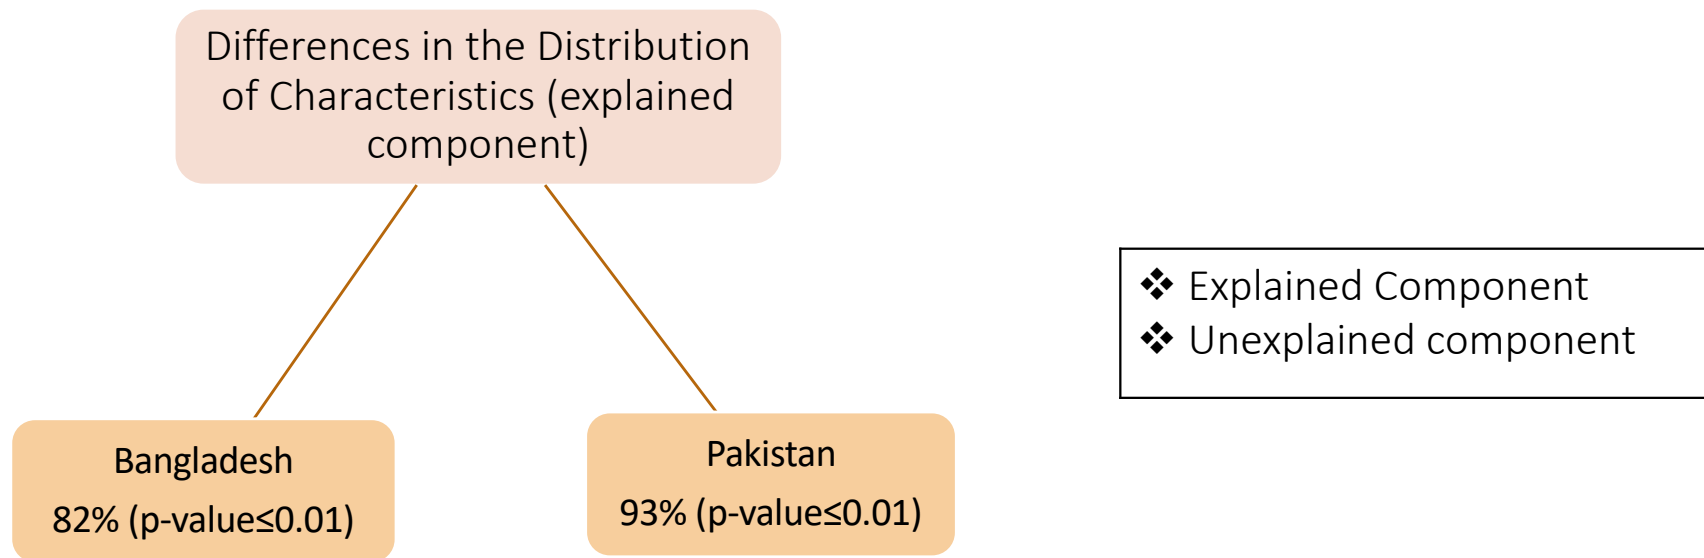 Differences in the Distribution
of Characteristics (explained
component)
❖ Explained Component
❖ Unexplained component
Bangladesh
82% (p-value≤0.01)
Pakistan
93% (p-value≤0.01)